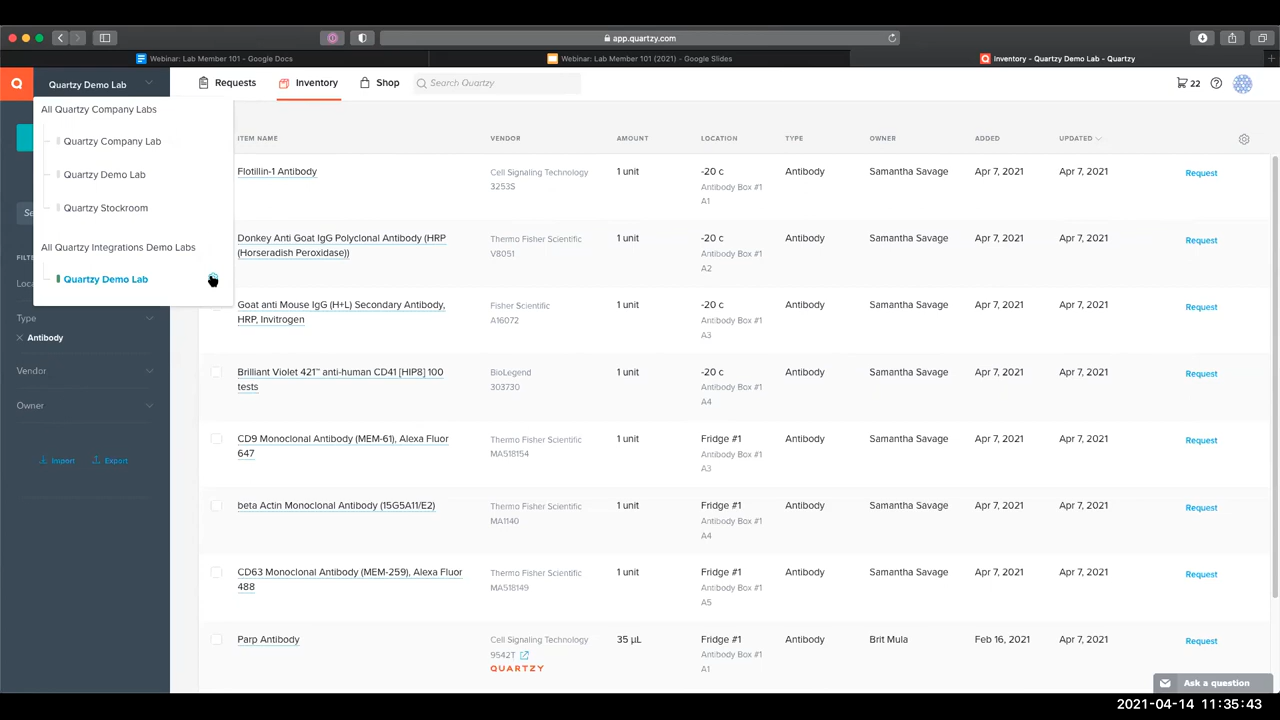 app.quartzy.com
Webinar: Lab Member 101 - Google Docs
Webinar: Lab Member 101 (2021) - Google Slides
Inventory - Quartzy Demo Lab - Quartzy
Quartzy Demo Lab
Requests
Inventory
Shop
Search Quartzy
22
All Quartzy Company Labs
Quartzy Company Lab
Quartzy Demo Lab
Quartzy Stockroom
All Quartzy Integrations Demo Labs
Quartzy Demo Lab
Type
Antibody
Vendor
Owner
Import
Export
ITEM NAME VENDOR AMOUNT LOCATION TYPE OWNER ADDED UPDATED
Flotillin-1 Antibody
Cell Signaling Technology
3253S
1 unit
-20 c
Antibody Box #1
A1
Antibody
Samantha Savage
Apr 7, 2021
Apr 7, 2021
Request
Donkey Anti Goat IgG Polyclonal Antibody (HRP
(Horseradish Peroxidase))
Thermo Fisher Scientific
V8051
1 unit
-20 c
Antibody Box #1
A2
Antibody
Samantha Savage
Apr 7, 2021
Apr 7, 2021
Request
Goat anti Mouse IgG (H+L) Secondary Antibody,
HRP, Invitrogen
Fisher Scientific
A16072
1 unit
-20 c
Antibody Box #1
A3
Antibody
Samantha Savage
Apr 7, 2021
Apr 7, 2021
Request
Brilliant Violet 421™ anti-human CD41 [HIP8] 100
tests
BioLegend
303730
1 unit
-20 c
Antibody Box #1
A4
Antibody
Samantha Savage
Apr 7, 2021
Apr 7, 2021
Request
CD9 Monoclonal Antibody (MEM-61), Alexa Fluor
647
Thermo Fisher Scientific
MA518154
1 unit
Fridge #1
Antibody Box #1
A3
Antibody
Samantha Savage
Apr 7, 2021
Apr 7, 2021
Request
beta Actin Monoclonal Antibody (15G5A11/E2)
Thermo Fisher Scientific
MA1140
1 unit
Fridge #1
Antibody Box #1
A4
Antibody
Samantha Savage
Apr 7, 2021
Apr 7, 2021
Request
CD63 Monoclonal Antibody (MEM-259), Alexa Fluor
488
Thermo Fisher Scientific
MA518149
1 unit
Fridge #1
Antibody Box #1
A5
Antibody
Samantha Savage
Apr 7, 2021
Apr 7, 2021
Request
Parp Antibody
Cell Signaling Technology
9542T
QUARTZY
35 µL
Fridge #1
Antibody Box #1
A1
Antibody
Brit Mula
Feb 16, 2021
Apr 7, 2021
Request
Ask a question
2021-04-14 11:35:43